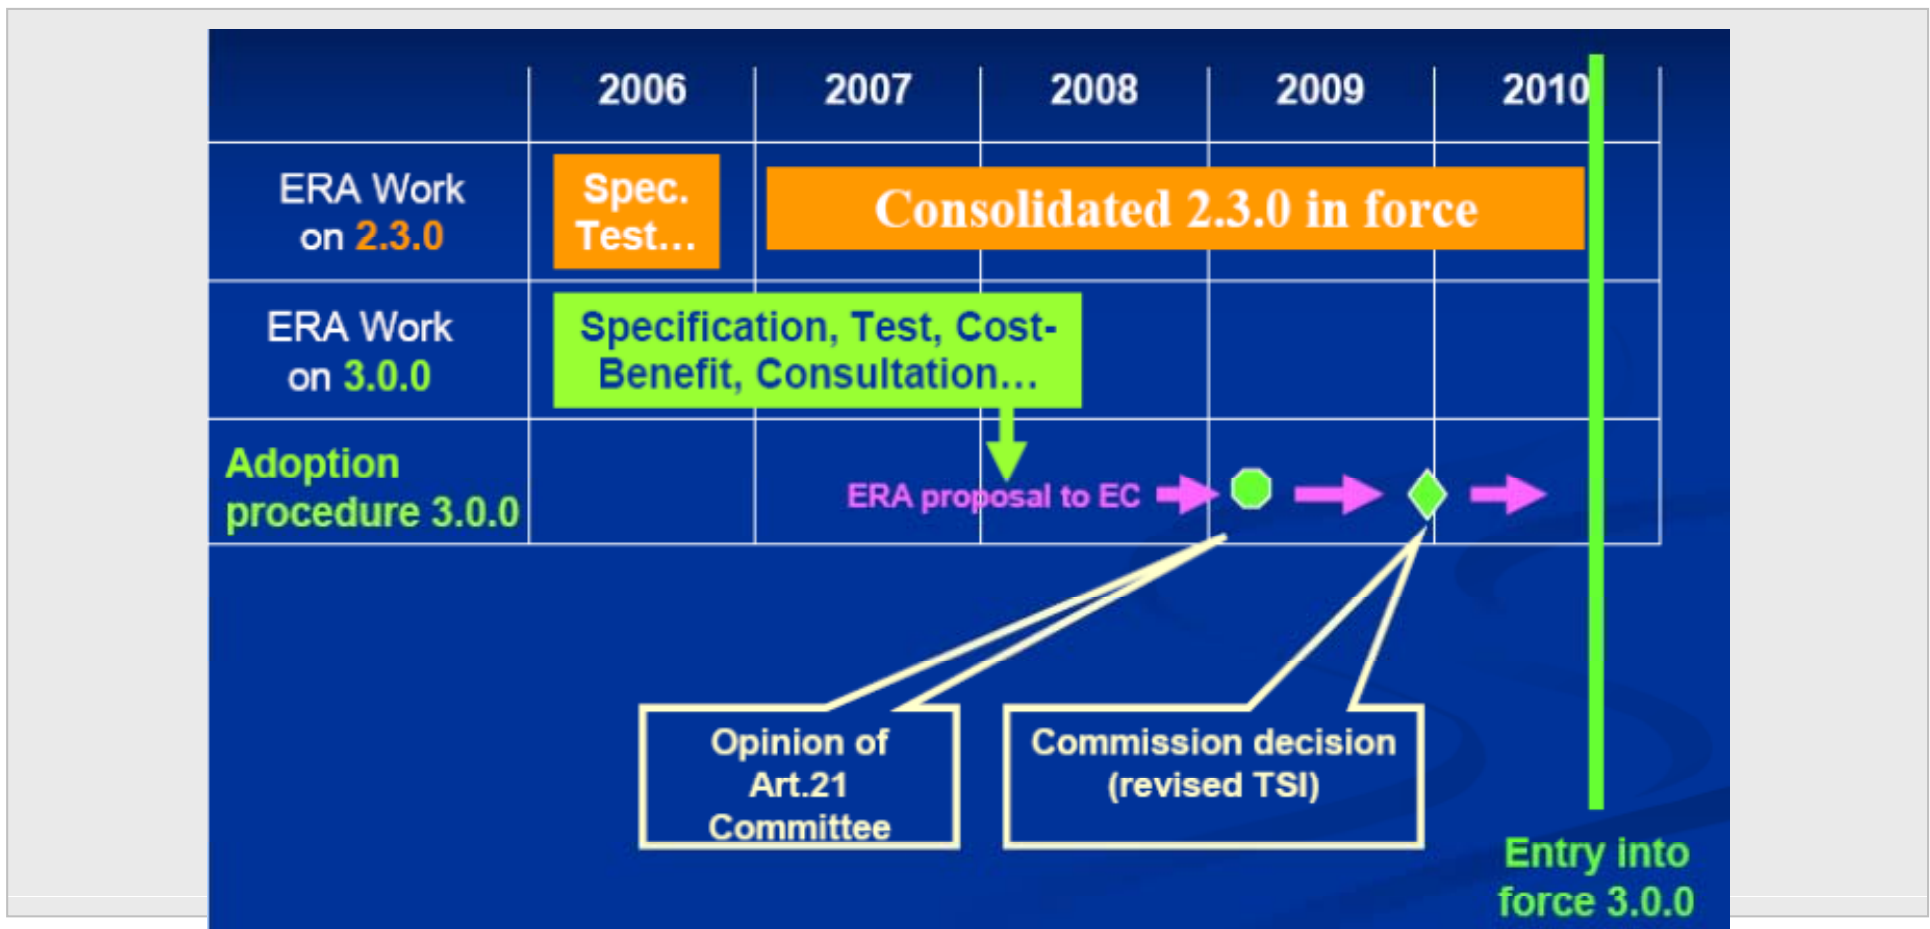 2006 2007 2008 2009 2010
ERA Work
on 2.3.0
Spec.
Test...
Consolidated 2.3.0 in force
ERA Work
on 3.0.0
Specification, Test, Cost-
Benefit, Consultation...
Adoption
procedure 3.0.0
ERA proposal to EC
Opinion of
Art.21
Committee
Commission decision
(revised TSI)
Entry into
force 3.0.0